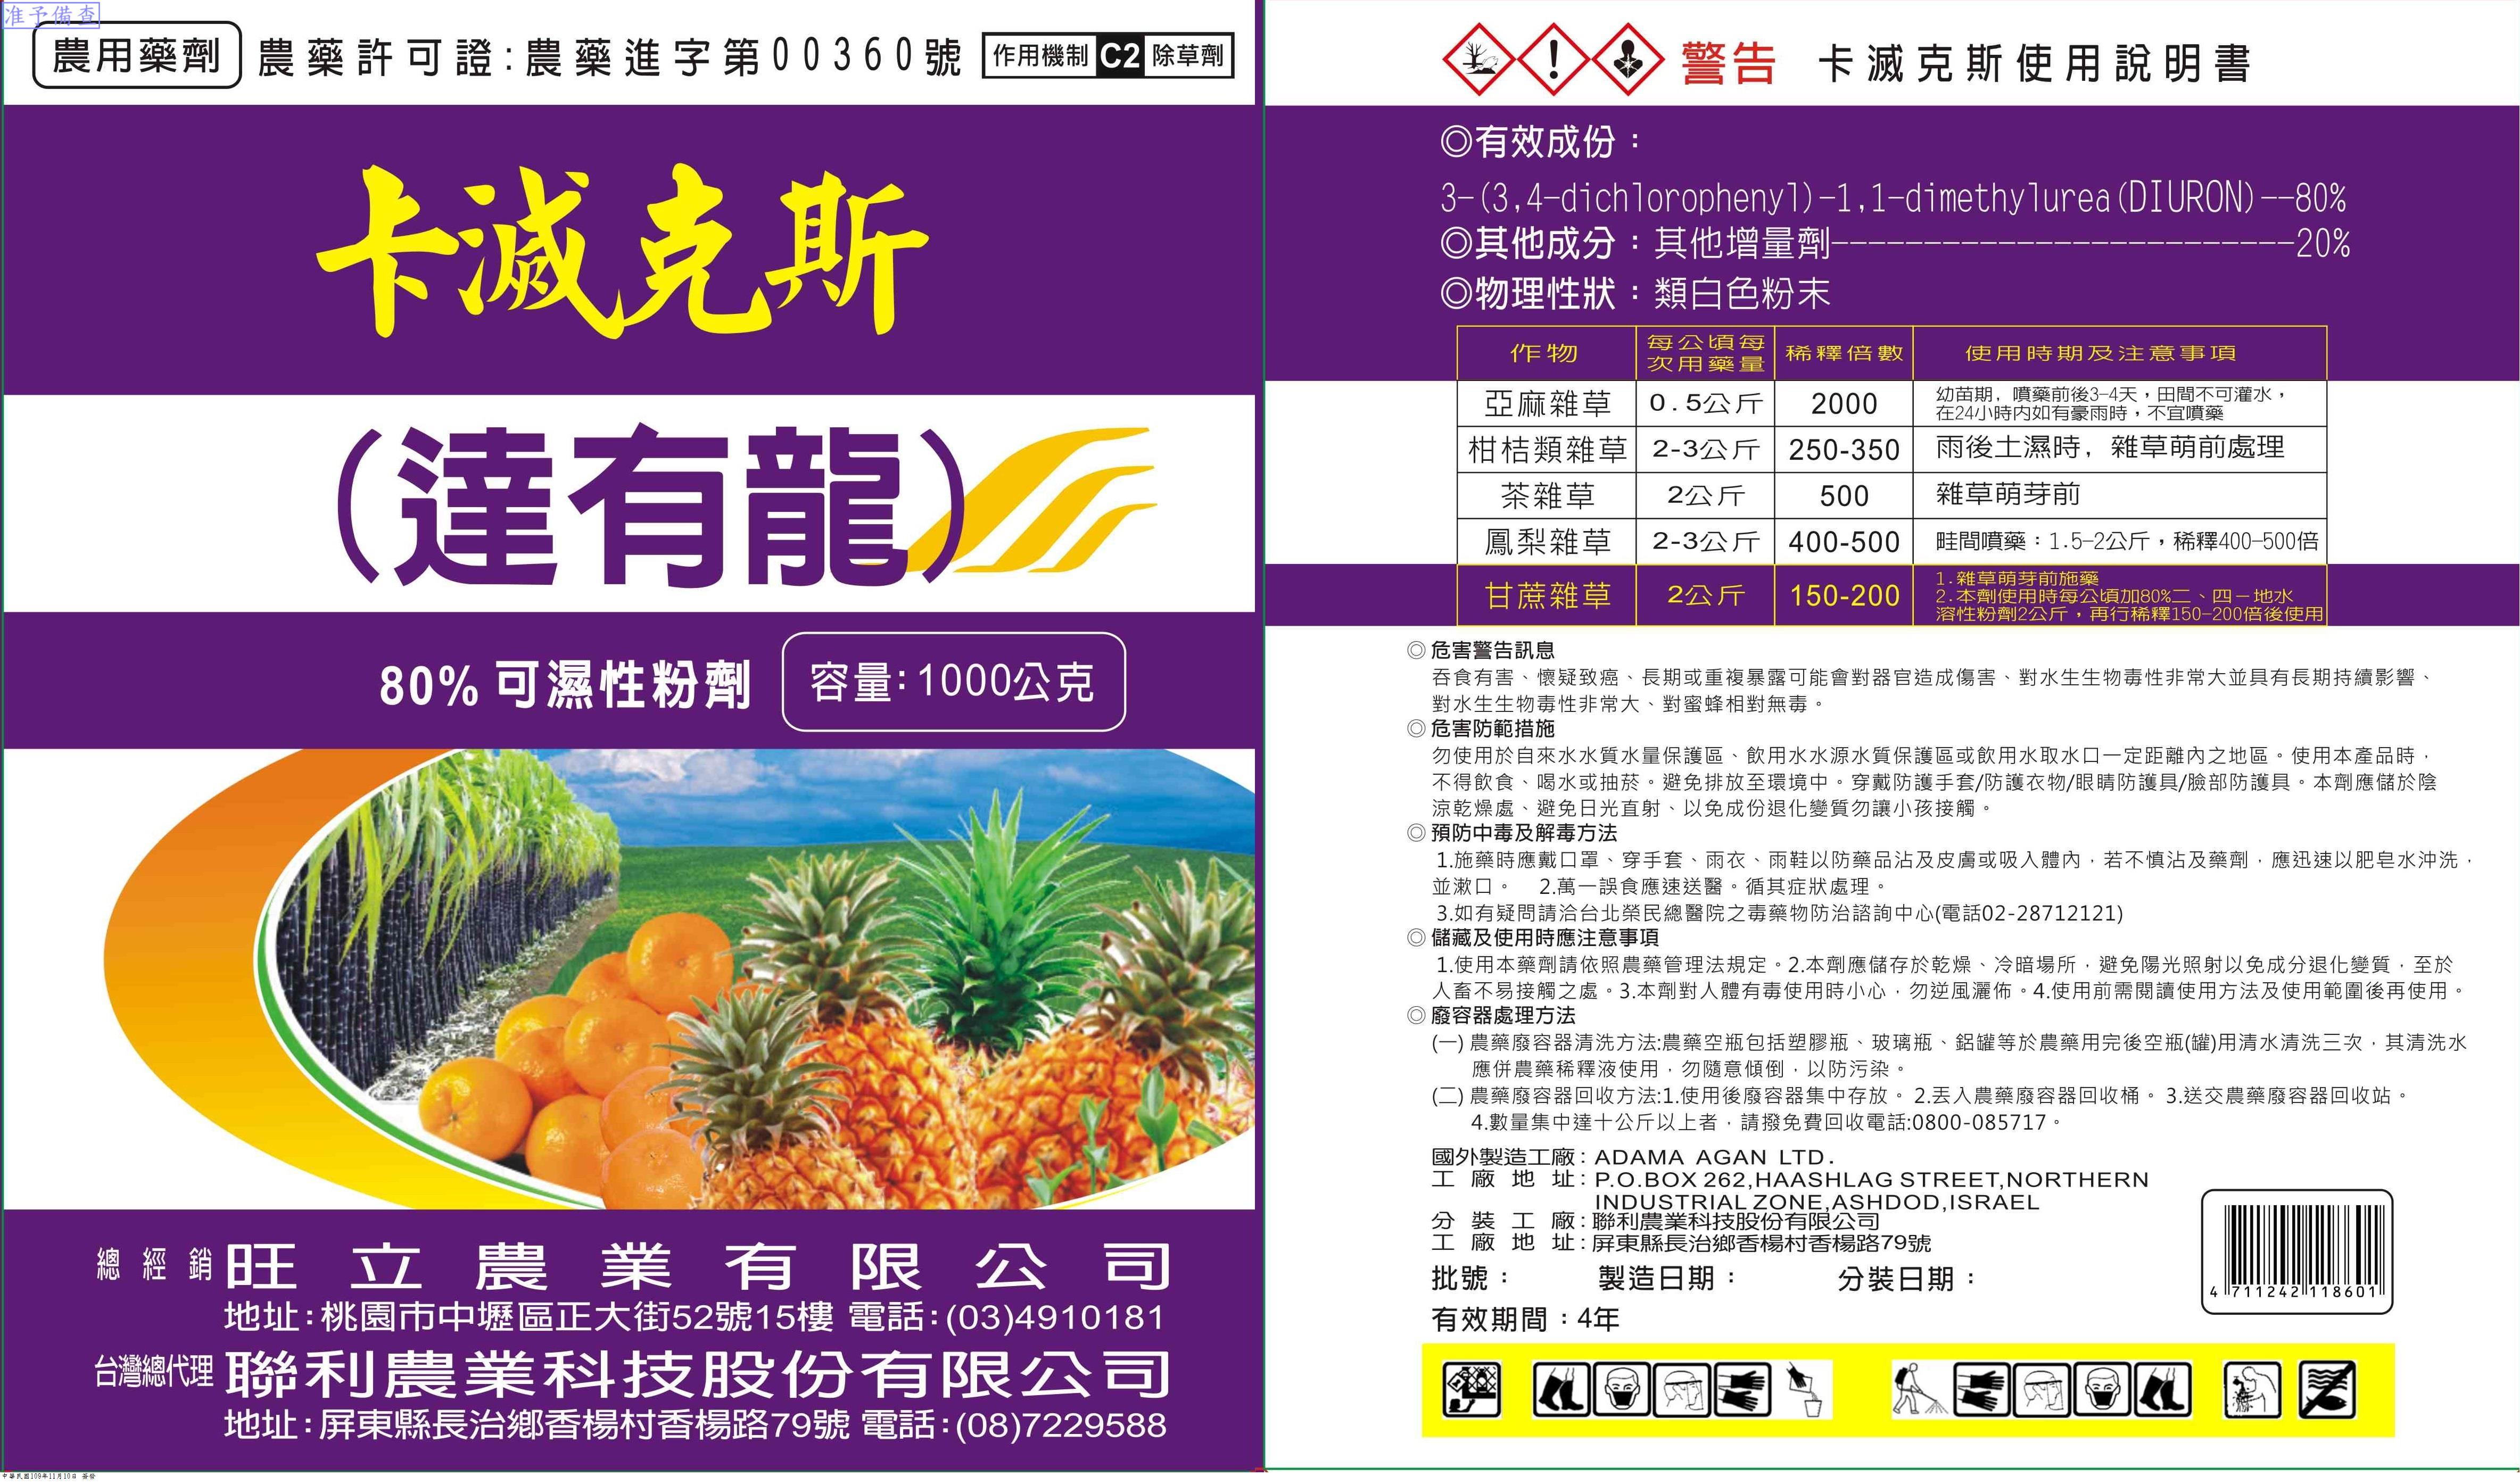 准予備查
農用藥劑 農藥許可證:農藥進字第00360號 作用機制 C2 除草劑
卡滅克斯
(達有龍)
80% 可濕性粉劑 容量:1000公克
總經銷 旺立農業有限公司
地址:桃園市中壢區正大街52號15樓 電話:(03)4910181
台灣總代理 聯利農業科技股份有限公司
地址:屏東縣長治鄉香楊村香楊路79號 電話:(08)7229588
中華民國109年11月10日 簽發
警告 卡滅克斯使用說明書
◎有效成份：
3-(3,4-dichlorophenyl)-1,1-dimethylurea(DIURON)--80%
◎其他成分：其他增量劑--------------------------20%
◎物理性狀：類白色粉末
作物 每公頃每次用藥量 稀釋倍數 使用時期及注意事項
亞麻雜草 0.5公斤 2000 幼苗期，噴藥前後3-4天，田間不可灌水，
在24小時內如有豪雨時，不宜噴藥
柑桔類雜草 2-3公斤 250-350 雨後土濕時，雜草萌前處理
茶雜草 2公斤 500 雜草萌芽前
鳳梨雜草 2-3公斤 400-500 畦間噴藥：1.5-2公斤，稀釋400-500倍
甘蔗雜草 2公斤 150-200 1.雜草萌芽前施藥
2.本劑使用時每公頃加80%二、四－地水
溶性粉劑2公斤，再行稀釋150-200倍後使用
◎ 危害警告訊息
吞食有害、懷疑致癌、長期或重複暴露可能會對器官造成傷害、對水生生物毒性非常大並具有長期持續影響、
對水生生物毒性非常大、對蜜蜂相對無毒。
◎ 危害防範措施
勿使用於自來水水質水量保護區、飲用水水源水質保護區或飲用水取水口一定距離內之地區。使用本產品時，
不得飲食、喝水或抽菸。避免排放至環境中。穿戴防護手套/防護衣物/眼睛防護具/臉部防護具。本劑應儲於陰
涼乾燥處、避免日光直射、以免成份退化變質勿讓小孩接觸。
◎ 預防中毒及解毒方法
1.施藥時應戴口罩、穿手套、雨衣、雨鞋以防藥品沾及皮膚或吸入體內，若不慎沾及藥劑，應迅速以肥皂水沖洗，
並漱口。 2.萬一誤食應速送醫。循其症狀處理。
3.如有疑問請洽台北榮民總醫院之毒藥物防治諮詢中心(電話02-28712121)
◎ 儲藏及使用時應注意事項
1.使用本藥劑請依照農藥管理法規定。2.本劑應儲存於乾燥、冷暗場所，避免陽光照射以免成分退化變質，至於
人畜不易接觸之處。3.本劑對人體有毒使用時小心，勿逆風灑佈。4.使用前需閱讀使用方法及使用範圍後再使用。
◎ 廢容器處理方法
(一) 農藥廢容器清洗方法:農藥空瓶包括塑膠瓶、玻璃瓶、鋁罐等於農藥用完後空瓶(罐)用清水清洗三次，其清洗水
應併農藥稀釋液使用，勿隨意傾倒，以防污染。
(二) 農藥廢容器回收方法:1.使用後廢容器集中存放。 2.丟入農藥廢容器回收桶。 3.送交農藥廢容器回收站。
4.數量集中達十公斤以上者，請撥免費回收電話:0800-085717。
國外製造工廠: ADAMA AGAN LTD.
工廠地址: P.O.BOX 262,HAASHLAG STREET,NORTHERN
INDUSTRIAL ZONE,ASHDOD,ISRAEL
分裝工廠: 聯利農業科技股份有限公司
工廠地址: 屏東縣長治鄉香楊村香楊路79號
批號： 製造日期： 分裝日期：
有效期間：4年
4 711242 118601